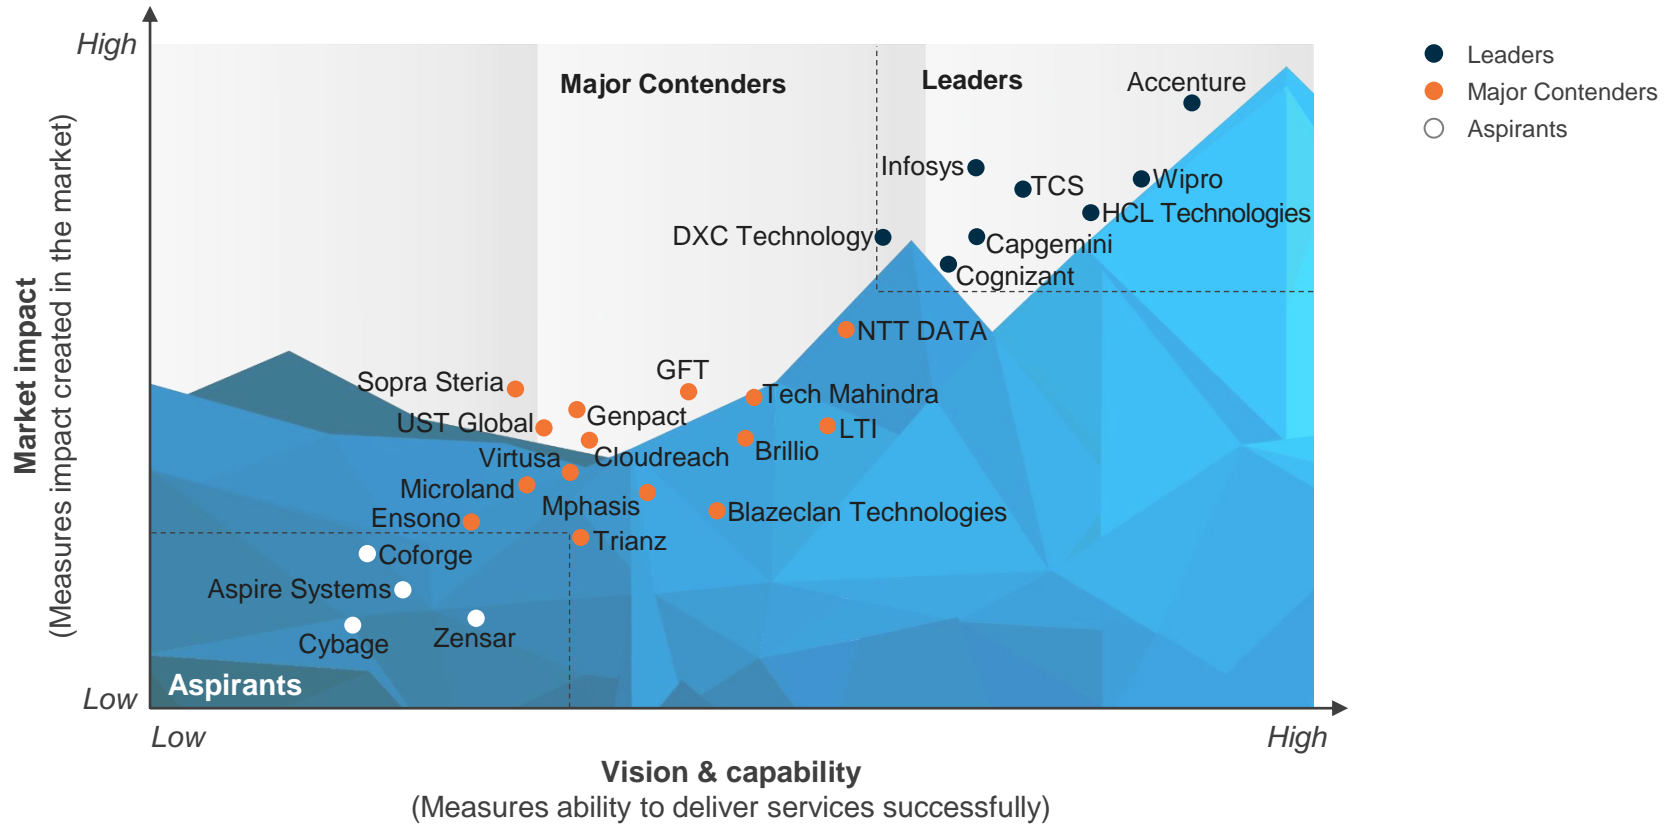 High
Major Contenders
Leaders
Accenture
Leaders
Major Contenders
Aspirants
Infosys
TCS
Wipro
HCL Technologies
DXC Technology
Capgemini
Cognizant
NTT DATA
GFT
Sopra Steria
Tech Mahindra
Genpact
UST Global
LTI
Brillio
Virtusa
Cloudreach
Microland
Mphasis
Ensono
Blazeclan Technologies
Trianz
Coforge
Aspire Systems
Cybage
Zensar
Aspirants
Market impact
(Measures impact created in the market)
Low
Low
High
Vision & capability
(Measures ability to deliver services successfully)